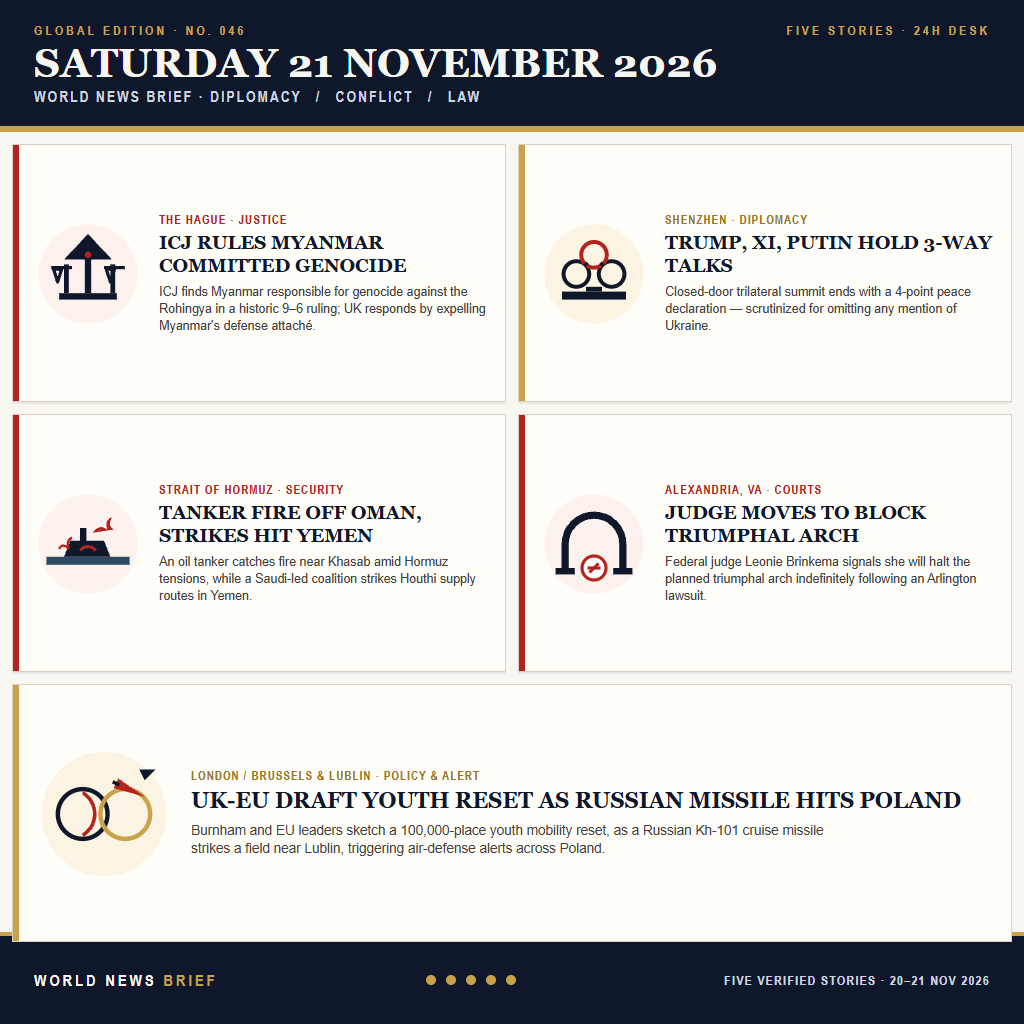 GLOBAL EDITION · NO. 046
FIVE STORIES · 24H DESK
SATURDAY 21 NOVEMBER 2026
WORLD NEWS BRIEF · DIPLOMACY / CONFLICT / LAW
THE HAGUE · JUSTICE
ICJ RULES MYANMAR
COMMITTED GENOCIDE
ICJ finds Myanmar responsible for genocide against the
Rohingya in a historic 9–6 ruling; UK responds by expelling
Myanmar's defense attaché.
SHENZHEN · DIPLOMACY
TRUMP, XI, PUTIN HOLD 3-WAY
TALKS
Closed-door trilateral summit ends with a 4-point peace
declaration — scrutinized for omitting any mention of
Ukraine.
STRAIT OF HORMUZ · SECURITY
TANKER FIRE OFF OMAN,
STRIKES HIT YEMEN
An oil tanker catches fire near Khasab amid Hormuz
tensions, while a Saudi-led coalition strikes Houthi supply
routes in Yemen.
ALEXANDRIA, VA · COURTS
JUDGE MOVES TO BLOCK
TRIUMPHAL ARCH
Federal judge Leonie Brinkema signals she will halt the
planned triumphal arch indefinitely following an Arlington
lawsuit.
LONDON / BRUSSELS & LUBLIN · POLICY & ALERT
UK-EU DRAFT YOUTH RESET AS RUSSIAN MISSILE HITS POLAND
Burnham and EU leaders sketch a 100,000-place youth mobility reset, as a Russian Kh-101 cruise missile
strikes a field near Lublin, triggering air-defense alerts across Poland.
WORLD NEWS BRIEF
FIVE VERIFIED STORIES · 20–21 NOV 2026